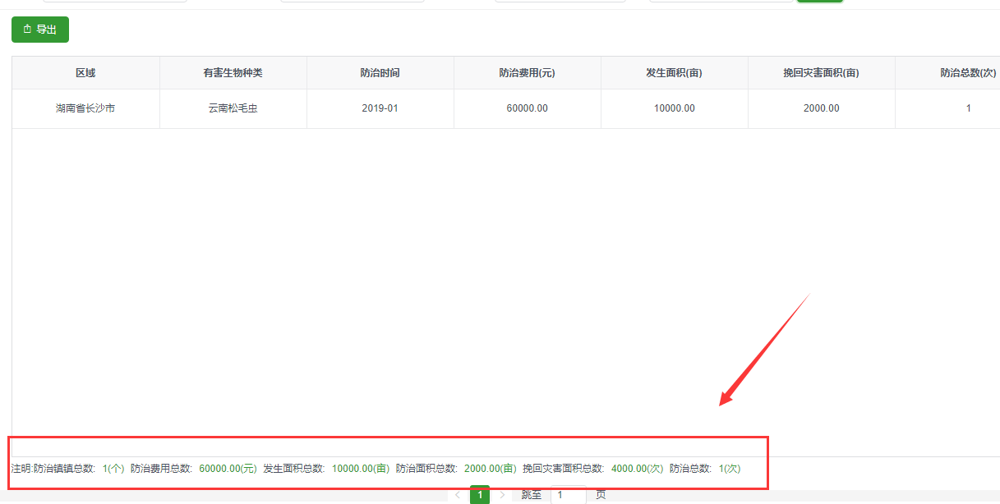 导出
区域 有害生物种类 防治时间 防治费用(元) 发生面积(亩) 挽回灾害面积(亩) 防治总数(次)
湖南省长沙市 云南松毛虫 2019-01 60000.00 10000.00 2000.00 1
注明:防治镇镇总数: 1(个) 防治费用总数: 60000.00(元) 发生面积总数: 10000.00(亩) 防治面积总数: 2000.00(亩) 挽回灾害面积总数: 4000.00(次) 防治总数: 1(次)
< 1 > 跳至 1 页